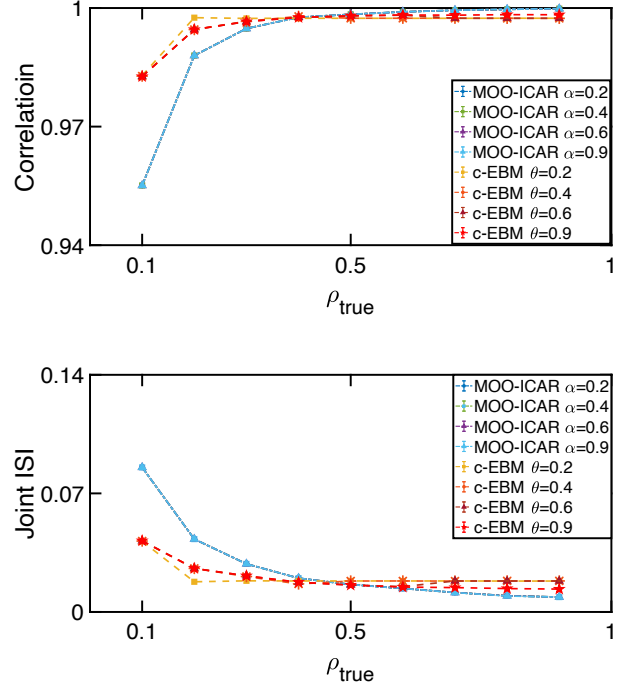 1
0.97
0.94
Correlatioin
MOO-ICAR α=0.2
MOO-ICAR α=0.4
MOO-ICAR α=0.6
MOO-ICAR α=0.9
c-EBM θ=0.2
c-EBM θ=0.4
c-EBM θ=0.6
c-EBM θ=0.9
0.1 0.5 1
ρtrue
0.14
0.07
0
Joint ISI
MOO-ICAR α=0.2
MOO-ICAR α=0.4
MOO-ICAR α=0.6
MOO-ICAR α=0.9
c-EBM θ=0.2
c-EBM θ=0.4
c-EBM θ=0.6
c-EBM θ=0.9
0.1 0.5 1
ρtrue